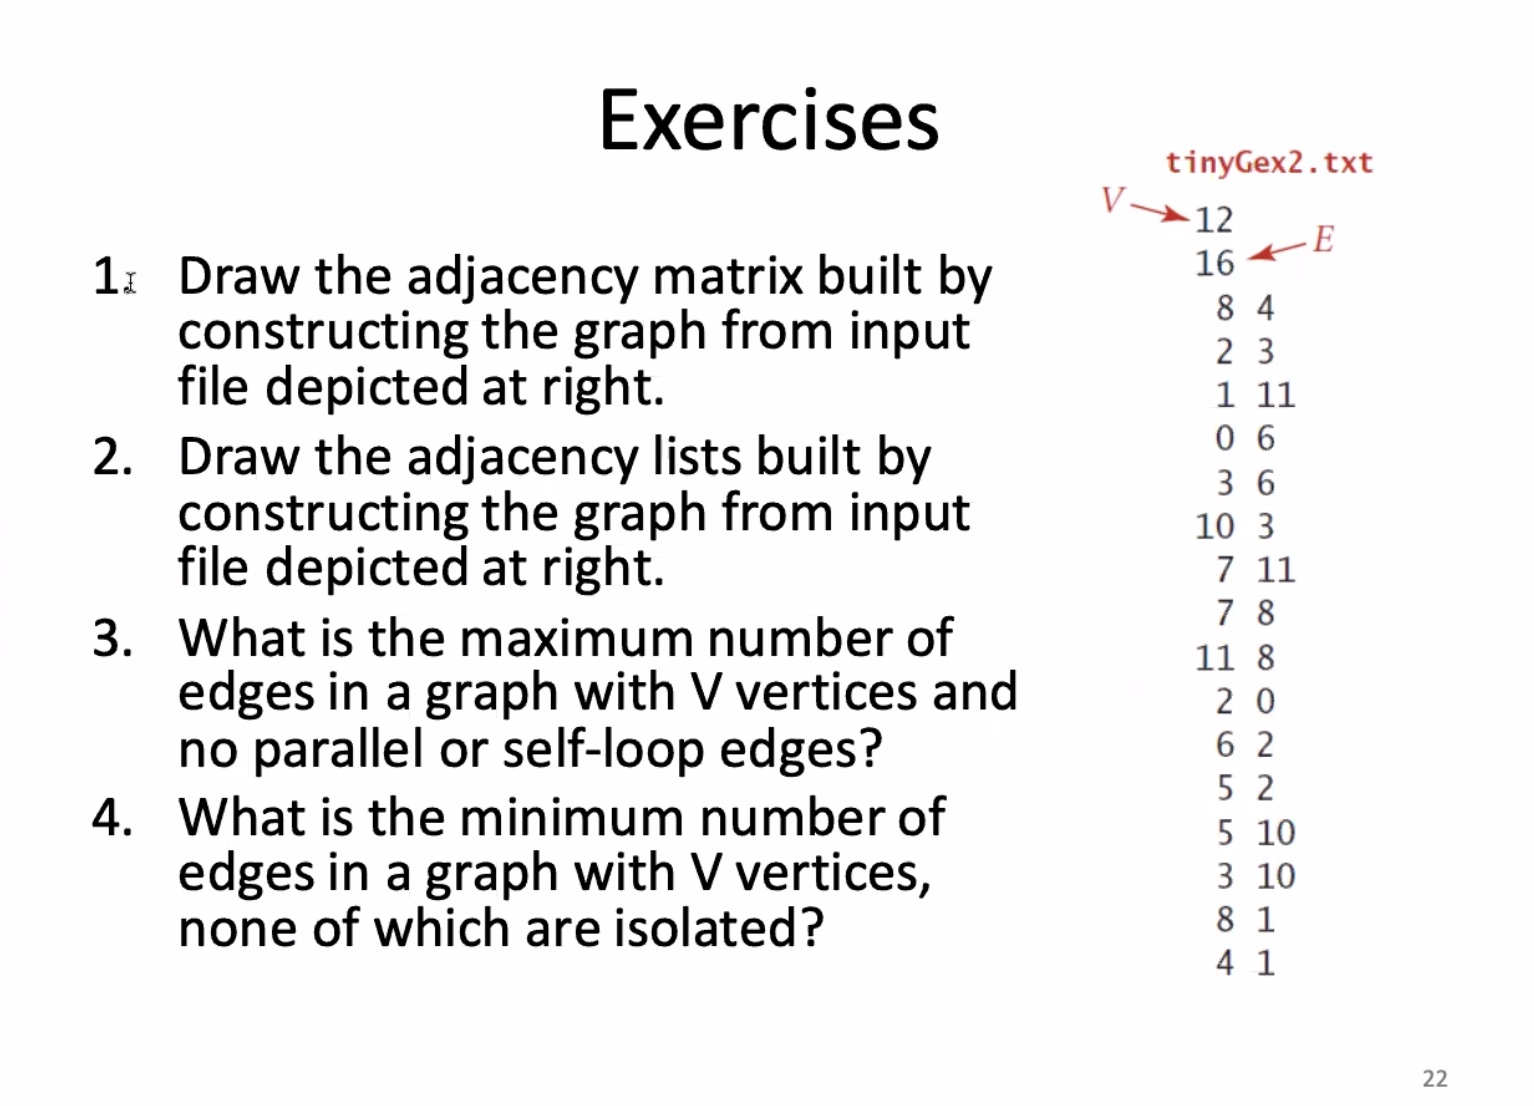 Exercises
1. Draw the adjacency matrix built by
constructing the graph from input
file depicted at right.
2. Draw the adjacency lists built by
constructing the graph from input
file depicted at right.
3. What is the maximum number of
edges in a graph with V vertices and
no parallel or self-loop edges?
4. What is the minimum number of
edges in a graph with V vertices,
none of which are isolated?
tinyGex2.txt
V
12
E
16
8 4
2 3
1 11
0 6
3 6
10 3
7 11
7 8
11 8
2 0
6 2
5 2
5 10
3 10
8 1
4 1
22